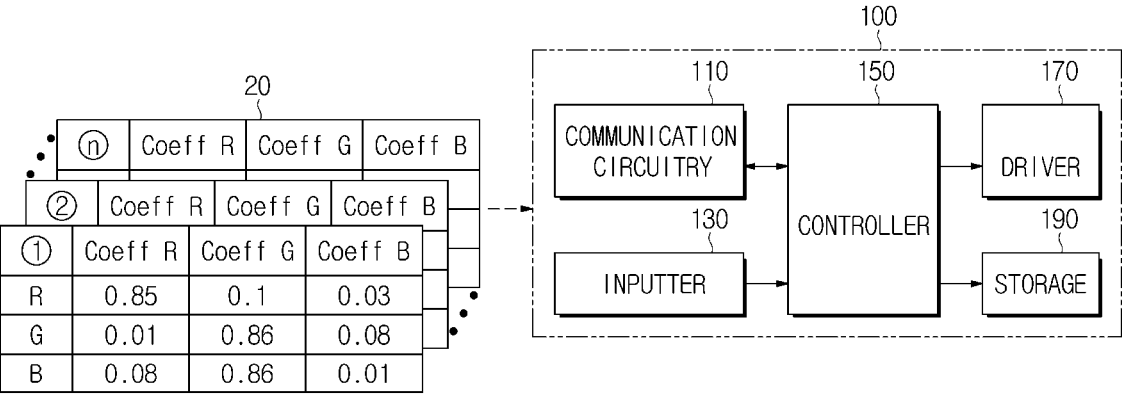 100
110
150
170
20
COMMUNICATION
CIRCUITRY
DRIVER
CONTROLLER
130
190
INPUTTER
STORAGE
ⓝ Coeff R Coeff G Coeff B
② Coeff R Coeff G Coeff B
① Coeff R Coeff G Coeff B
R 0.85 0.1 0.03
G 0.01 0.86 0.08
B 0.08 0.86 0.01